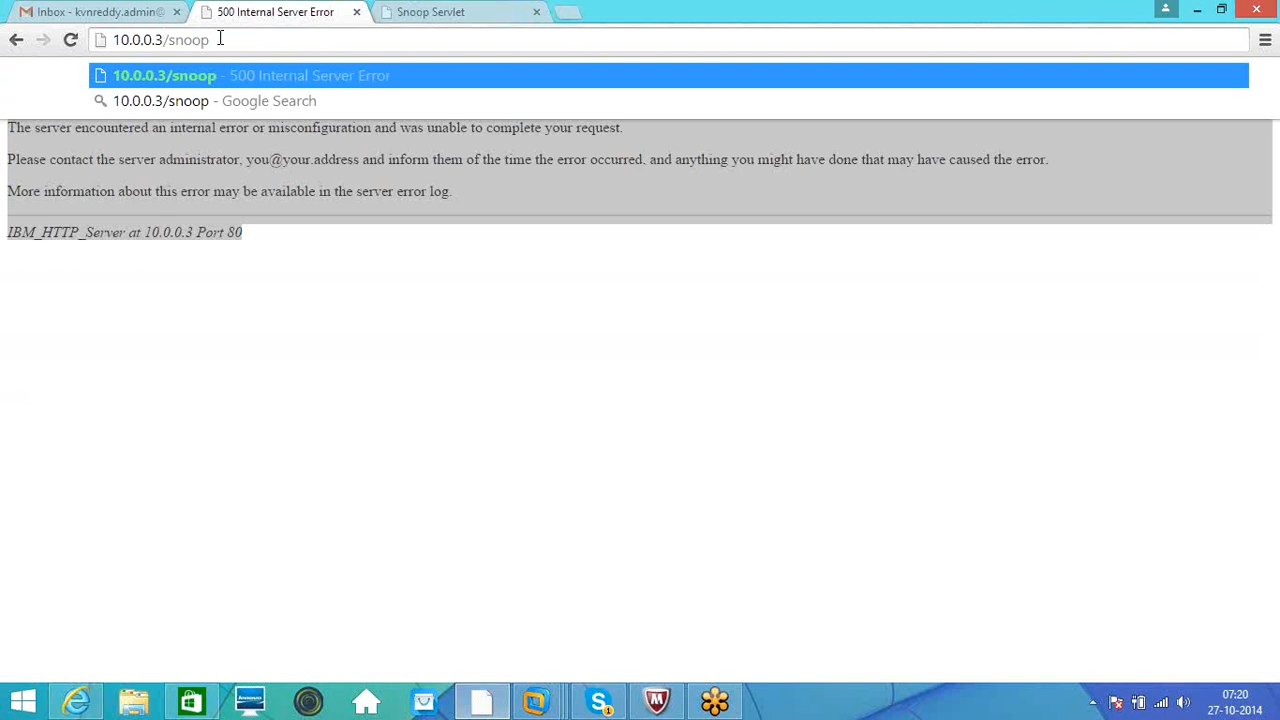 Inbox - kvnreddy.admin@
500 Internal Server Error
Snoop Servlet
10.0.0.3/snoop
10.0.0.3/snoop - 500 Internal Server Error
10.0.0.3/snoop - Google Search
The server encountered an internal error or misconfiguration and was unable to complete your request.
Please contact the server administrator, you@your.address and inform them of the time the error occurred, and anything you might have done that may have caused the error.
More information about this error may be available in the server error log.
IBM_HTTP_Server at 10.0.0.3 Port 80
07:20
27-10-2014